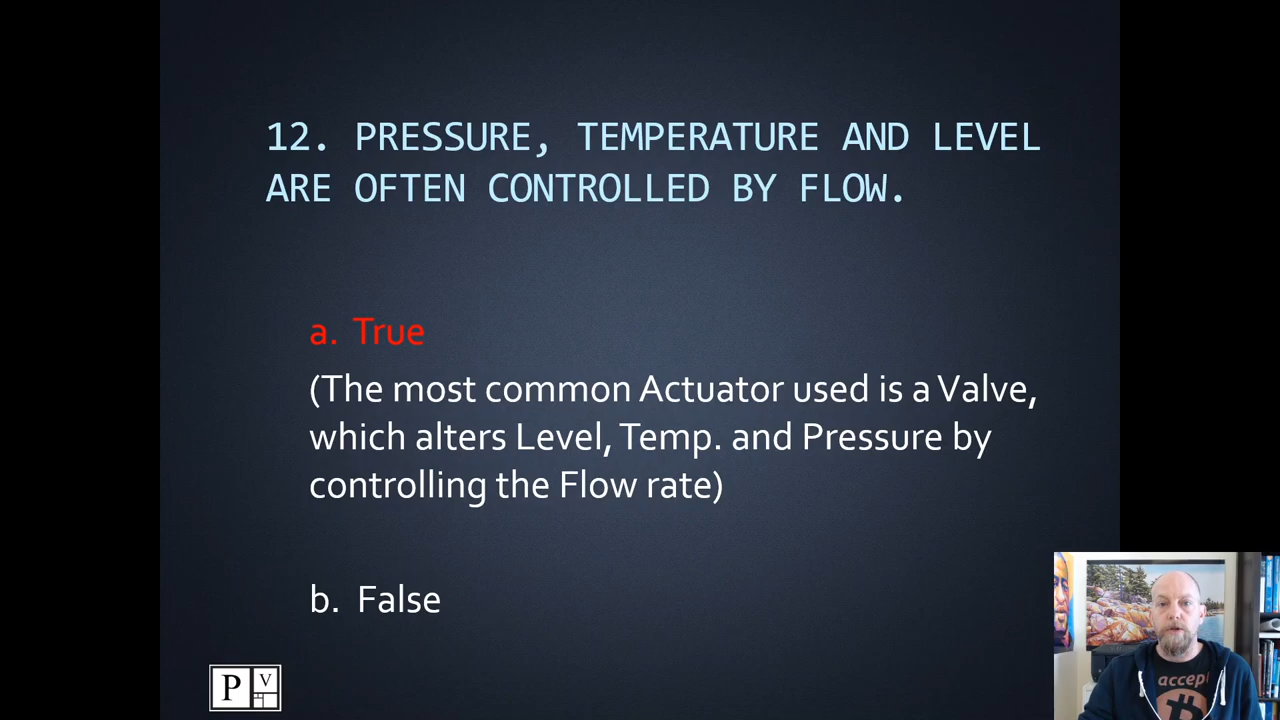 12. PRESSURE, TEMPERATURE AND LEVEL
ARE OFTEN CONTROLLED BY FLOW.
a. True
(The most common Actuator used is a Valve,
which alters Level, Temp. and Pressure by
controlling the Flow rate)
b. False
P V
accept